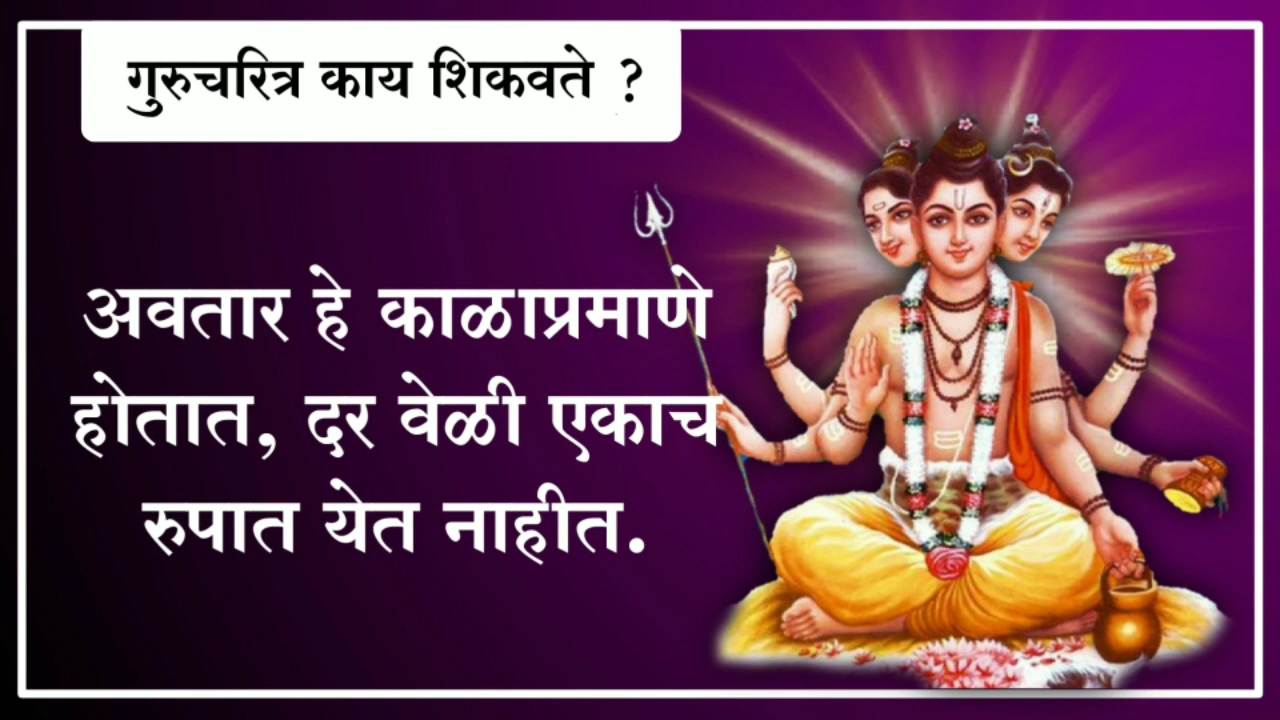 गुरुचरित्र काय शिकवते ?
अवतार हे काळाप्रमाणे
होतात, दर वेळी एकाच
रुपात येत नाहीत.